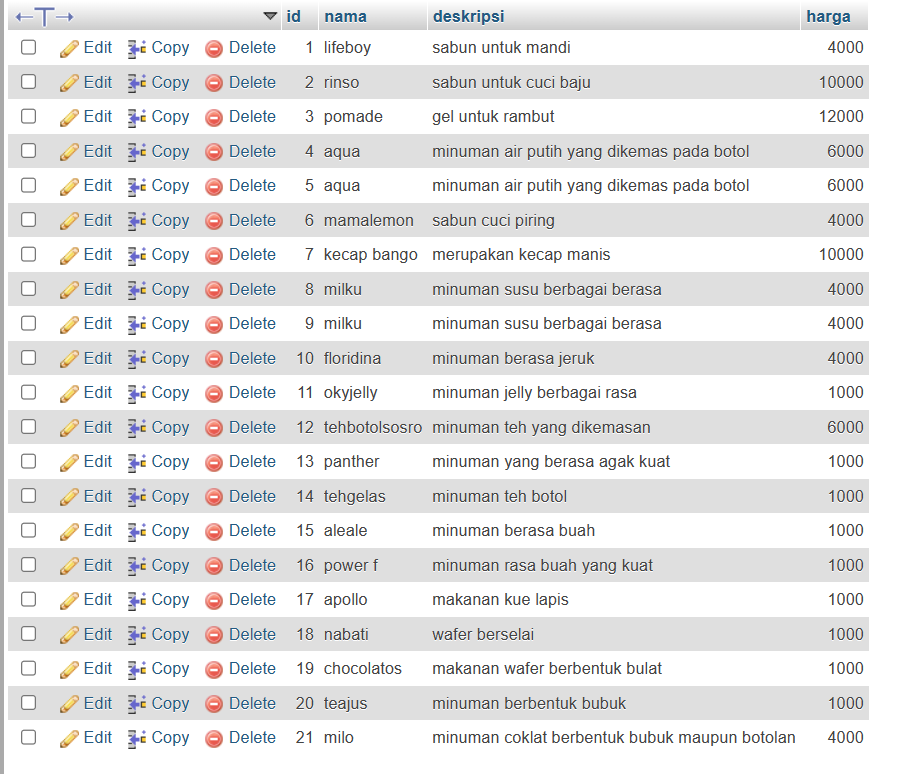 id nama deskripsi harga
Edit Copy Delete 1 lifeboy sabun untuk mandi 4000
Edit Copy Delete 2 rinso sabun untuk cuci baju 10000
Edit Copy Delete 3 pomade gel untuk rambut 12000
Edit Copy Delete 4 aqua minuman air putih yang dikemas pada botol 6000
Edit Copy Delete 5 aqua minuman air putih yang dikemas pada botol 6000
Edit Copy Delete 6 mamalemon sabun cuci piring 4000
Edit Copy Delete 7 kecap bango merupakan kecap manis 10000
Edit Copy Delete 8 milku minuman susu berbagai berasa 4000
Edit Copy Delete 9 milku minuman susu berbagai berasa 4000
Edit Copy Delete 10 floridina minuman berasa jeruk 4000
Edit Copy Delete 11 okyjelly minuman jelly berbagai rasa 1000
Edit Copy Delete 12 tehbotolsosro minuman teh yang dikemasan 6000
Edit Copy Delete 13 panther minuman yang berasa agak kuat 1000
Edit Copy Delete 14 tehgelas minuman teh botol 1000
Edit Copy Delete 15 aleale minuman berasa buah 1000
Edit Copy Delete 16 power f minuman rasa buah yang kuat 1000
Edit Copy Delete 17 apollo makanan kue lapis 1000
Edit Copy Delete 18 nabati wafer berselai 1000
Edit Copy Delete 19 chocolatos makanan wafer berbentuk bulat 1000
Edit Copy Delete 20 teajus minuman berbentuk bubuk 1000
Edit Copy Delete 21 milo minuman coklat berbentuk bubuk maupun botolan 4000